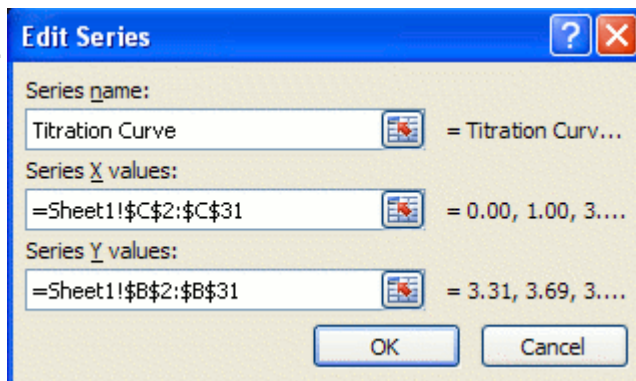 Edit Series
Series name:
Titration Curve = Titration Curv...
Series X values:
=Sheet1!$C$2:$C$31 = 0.00, 1.00, 3....
Series Y values:
=Sheet1!$B$2:$B$31 = 3.31, 3.69, 3....
OK Cancel